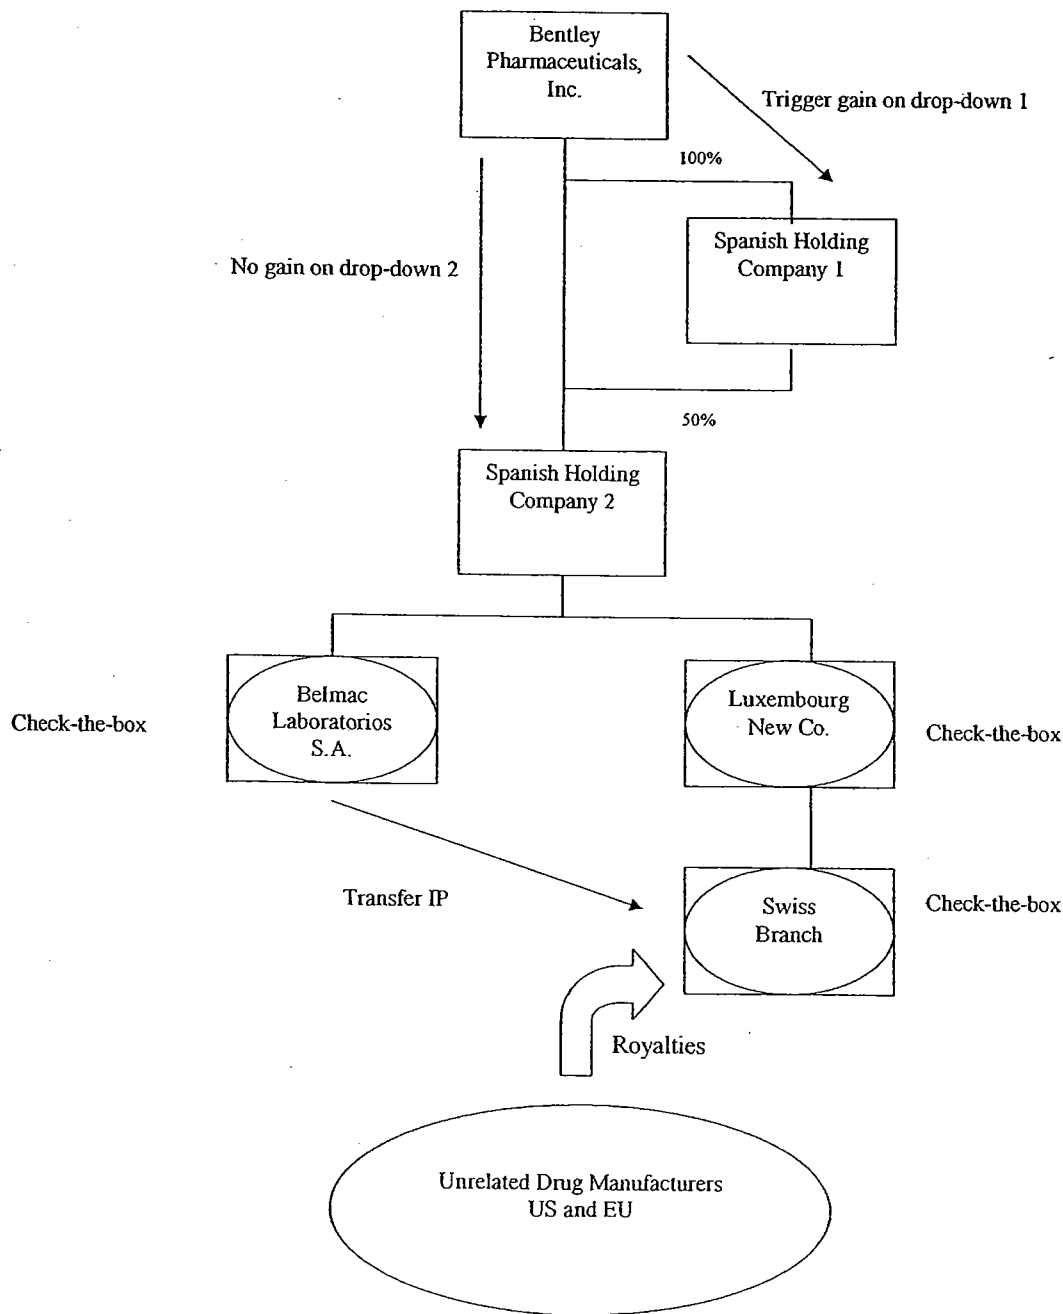 Bentley
Pharmaceuticals,
Inc.
Trigger gain on drop-down 1
100%
Spanish Holding
Company 1
No gain on drop-down 2
50%
Spanish Holding
Company 2
Check-the-box
Belmac
Laboratorios
S.A.
Luxembourg
New Co.
Check-the-box
Transfer IP
Swiss
Branch
Check-the-box
Royalties
Unrelated Drug Manufacturers
US and EU